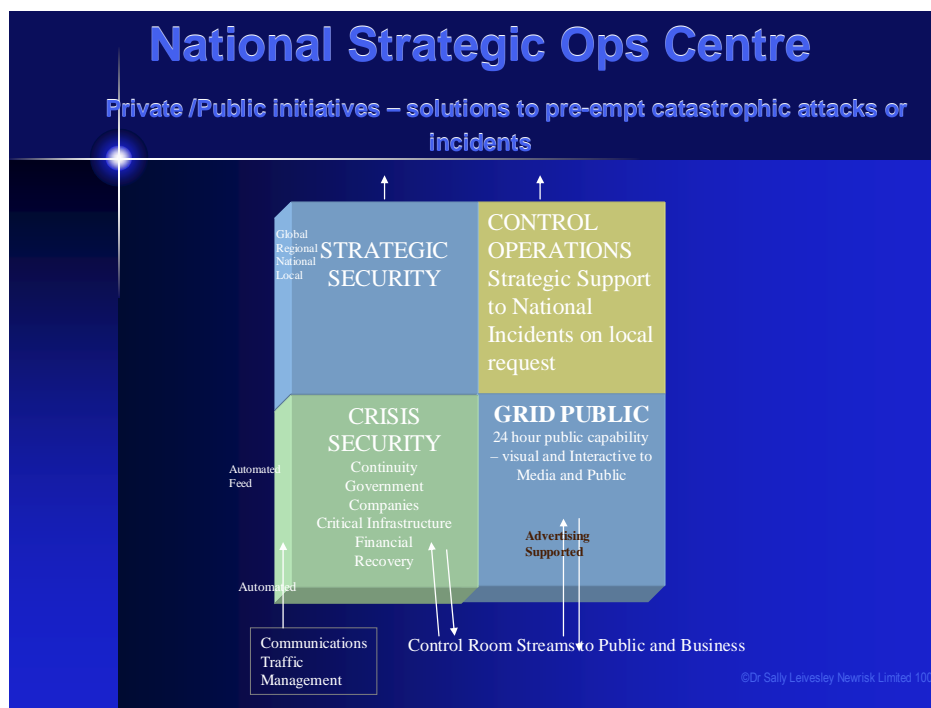 National Strategic Ops Centre
Private /Public initiatives – solutions to pre-empt catastrophic attacks or
incidents
Global
Regional
National
Local
STRATEGIC
SECURITY
CONTROL
OPERATIONS
Strategic Support
to National
Incidents on local
request
CRISIS
SECURITY
Continuity
Government
Companies
Critical Infrastructure
Financial
Recovery
GRID PUBLIC
24 hour public capability
– visual and Interactive to
Media and Public
Advertising
Supported
Automated
Feed
Automated
Communications
Traffic
Management
Control Room Streams to Public and Business
©Dr Sally Leivesley Newrisk Limited 100